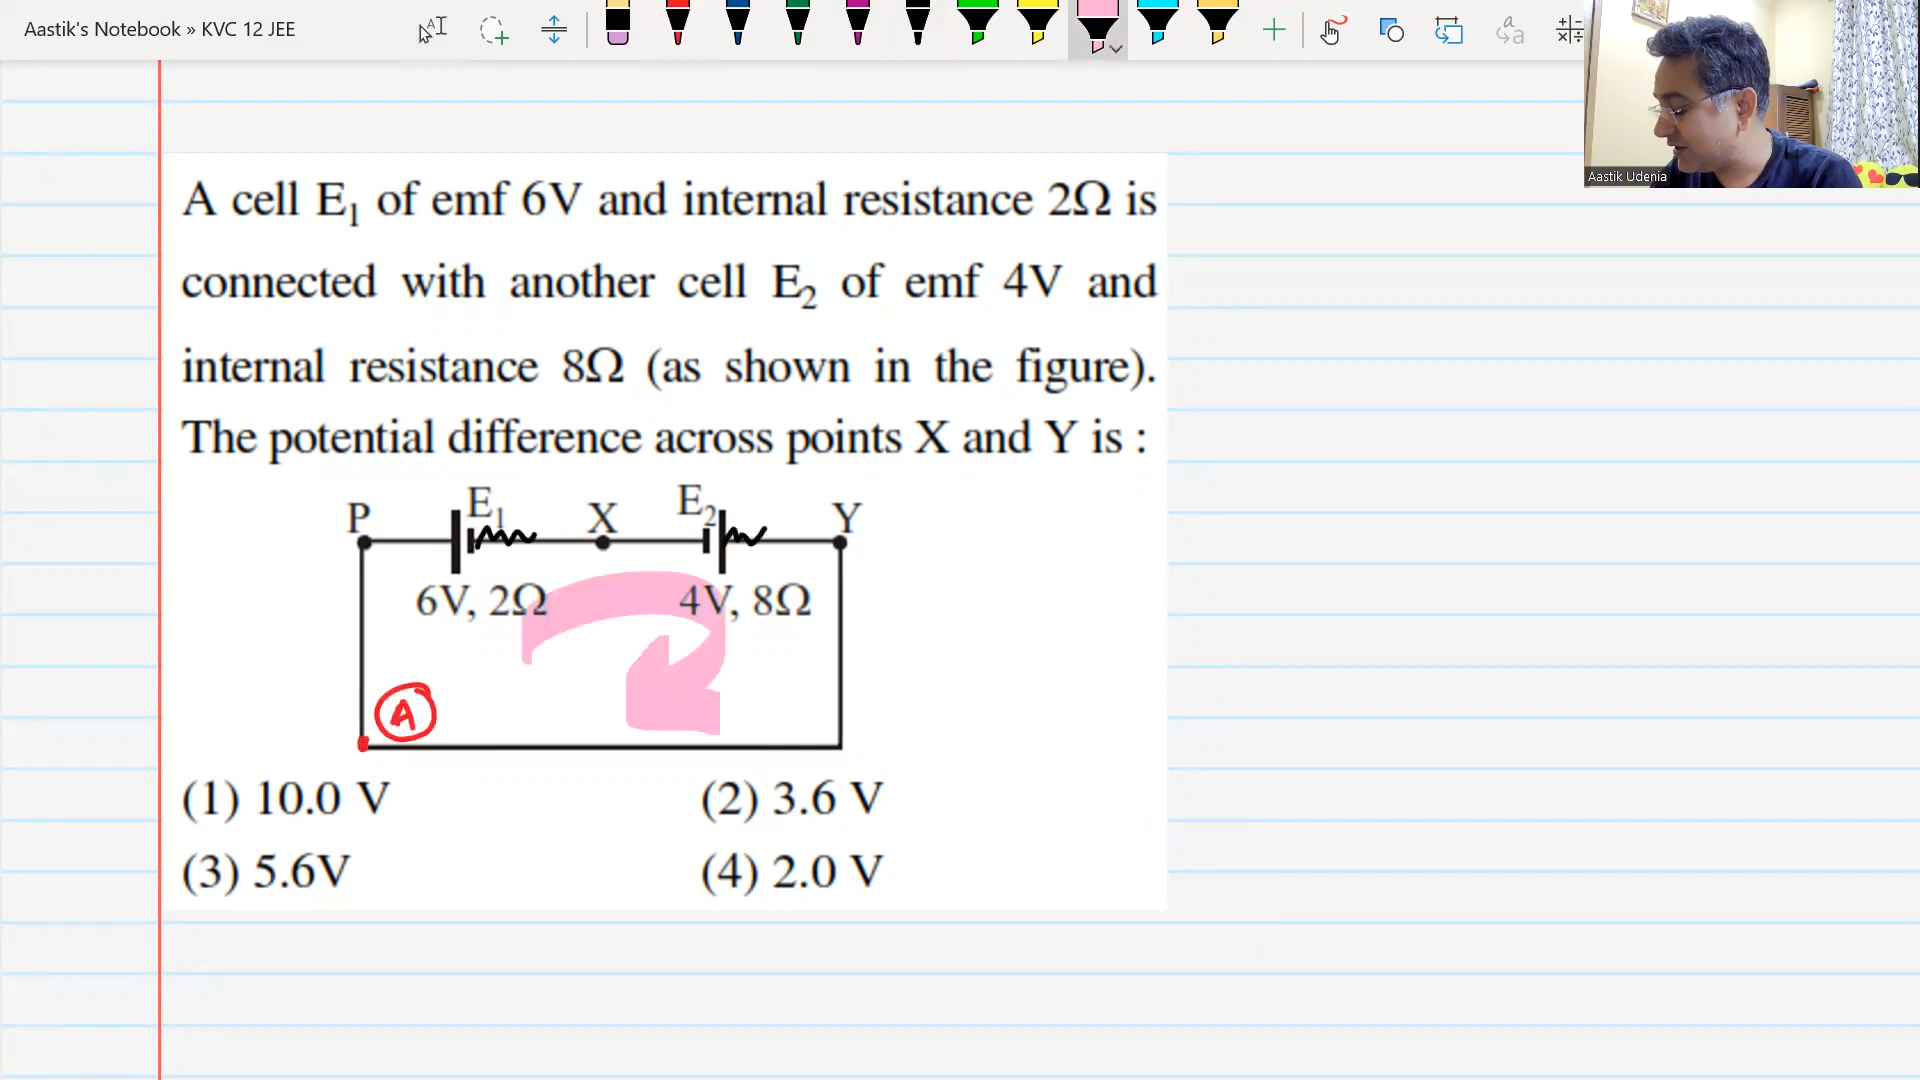 Aastik's Notebook » KVC 12 JEE
Aastik Udenia
A cell E₁ of emf 6V and internal resistance 2Ω is
connected with another cell E₂ of emf 4V and
internal resistance 8Ω (as shown in the figure).
The potential difference across points X and Y is :
P E₁ X E₂ Y
6V, 2Ω 4V, 8Ω
A
(1) 10.0 V (2) 3.6 V
(3) 5.6V (4) 2.0 V